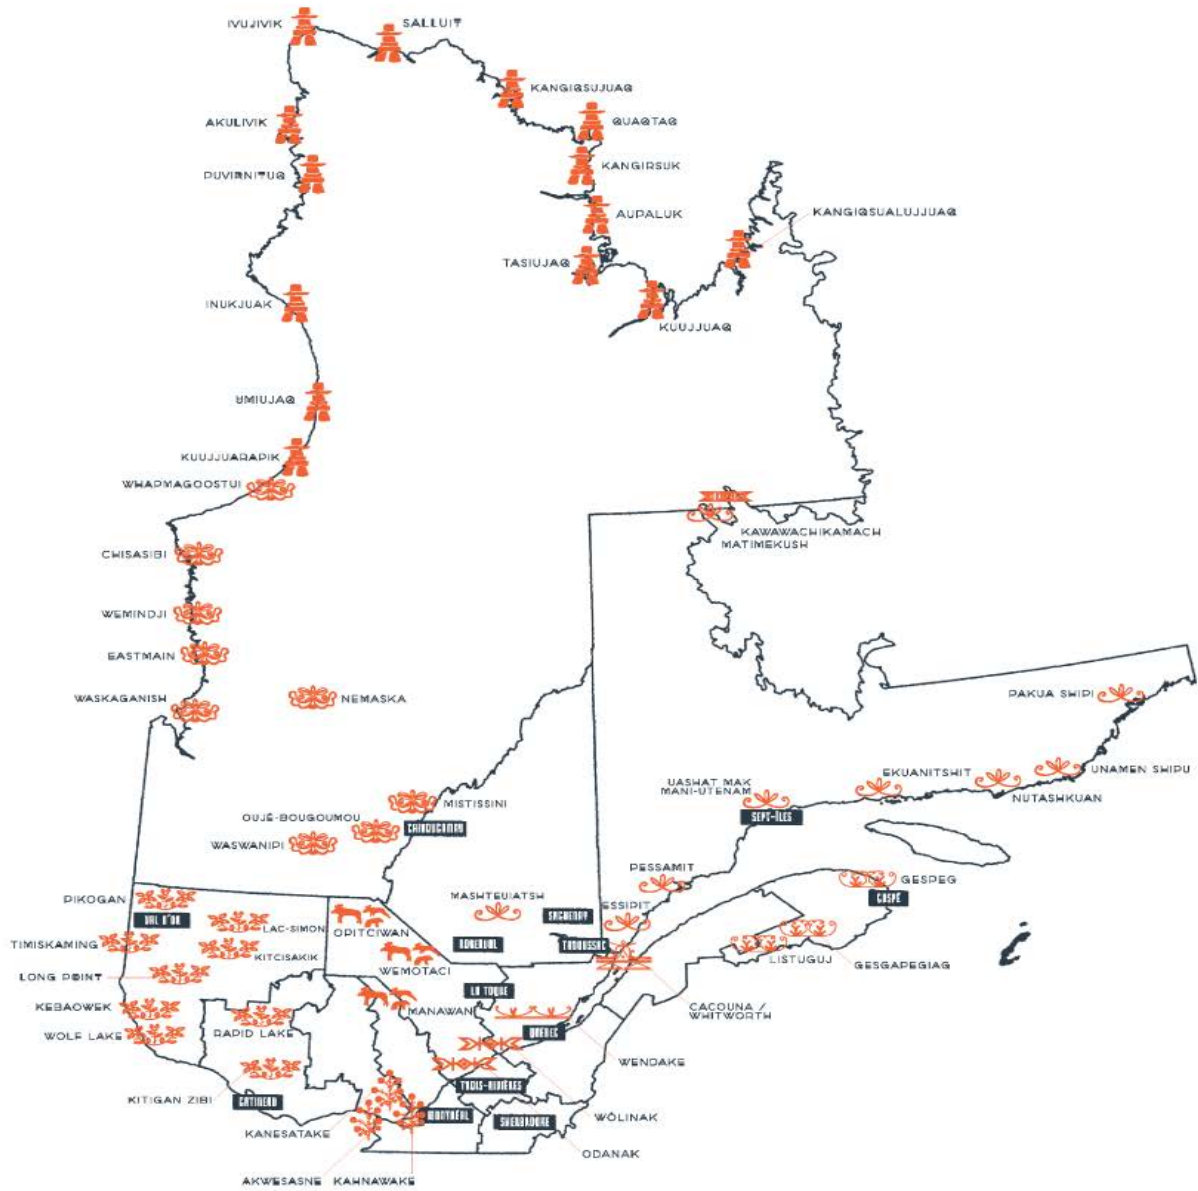 IVUJIVIK
SALLUIT
KANGIQSUJUAQ
AKULIVIK
QUAQTAQ
KANGIRSUK
PUVIRNITUQ
AUPALUK
KANGIQSUALUJJUAQ
TASIUJAQ
INUKJUAK
KUUJJUAQ
UMIUJAQ
KUUJJUARAPIK
WHAPMAGOOSTUI
KAWAWACHIKAMACH
MATIMEKUSH
CHISASIBI
WEMINDJI
EASTMAIN
WASKAGANISH
NEMASKA
PAKUA SHIPI
UASHAT MAK
MANI-UTENAM
EKUANITSHIT
UNAMEN SHIPU
NUTASHKUAN
SEPT-ÎLES
MISTISSINI
OUJÉ-BOUGOUMOU
CHIBOUGAMAU
WASWANIPI
PESSAMIT
GESPEG
GASPÉ
PIKOGAN
VAL D'OR
MASHTEUIATSH
SAGUENAY
ESSIPIT
LAC-SIMON
OPITCIWAN
TIMISKAMING
ROBERVAL
TADOUSSAC
KITCISAKIK
WEMOTACI
LISTUGUJ
GESGAPEGIAG
LONG POINT
LA TUQUE
KEBAOWEK
MANAWAN
CACOUNA /
WHITWORTH
WOLF LAKE
RAPID LAKE
QUÉBEC
WENDAKE
KITIGAN ZIBI
GATINEAU
TROIS-RIVIÈRES
MONTRÉAL
SHERBROOKE
WÔLINAK
KANESATAKE
ODANAK
AKWESASNE
KAHNAWAKE